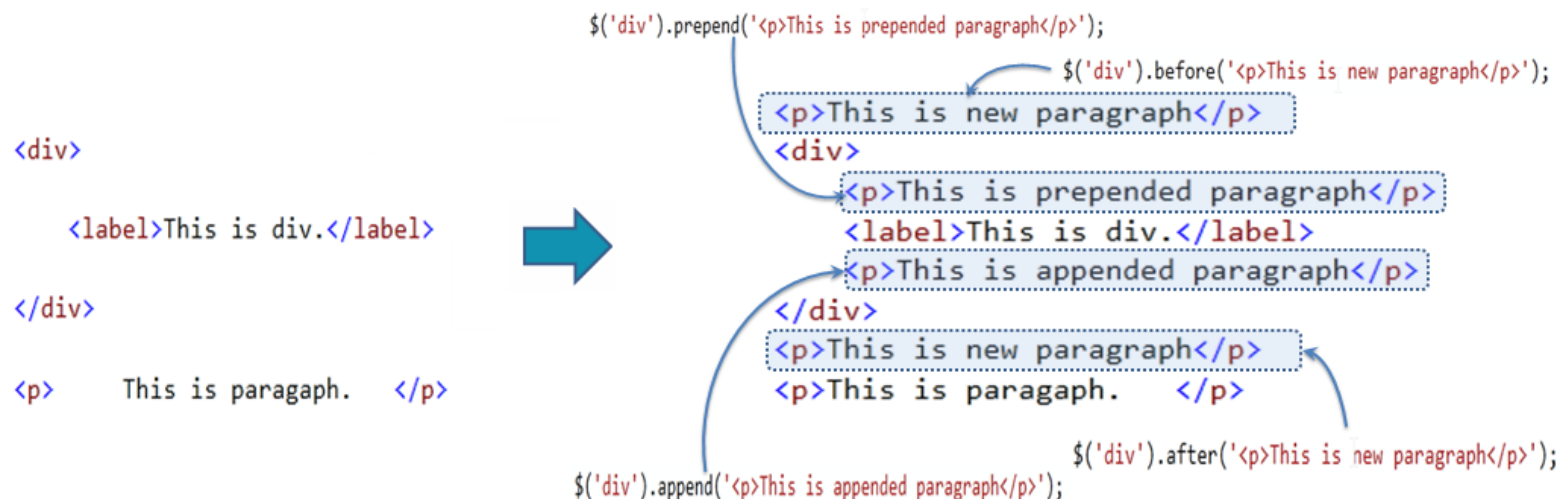 $('div').prepend('<p>This is prepended paragraph</p>');
$('div').before('<p>This is new paragraph</p>');
<div>
<label>This is div.</label>
</div>
<p> This is paragaph. </p>
<p>This is new paragraph</p>
<div>
<p>This is prepended paragraph</p>
<label>This is div.</label>
<p>This is appended paragraph</p>
</div>
<p>This is new paragraph</p>
<p>This is paragaph. </p>
$('div').after('<p>This is new paragraph</p>');
$('div').append('<p>This is appended paragraph</p>');